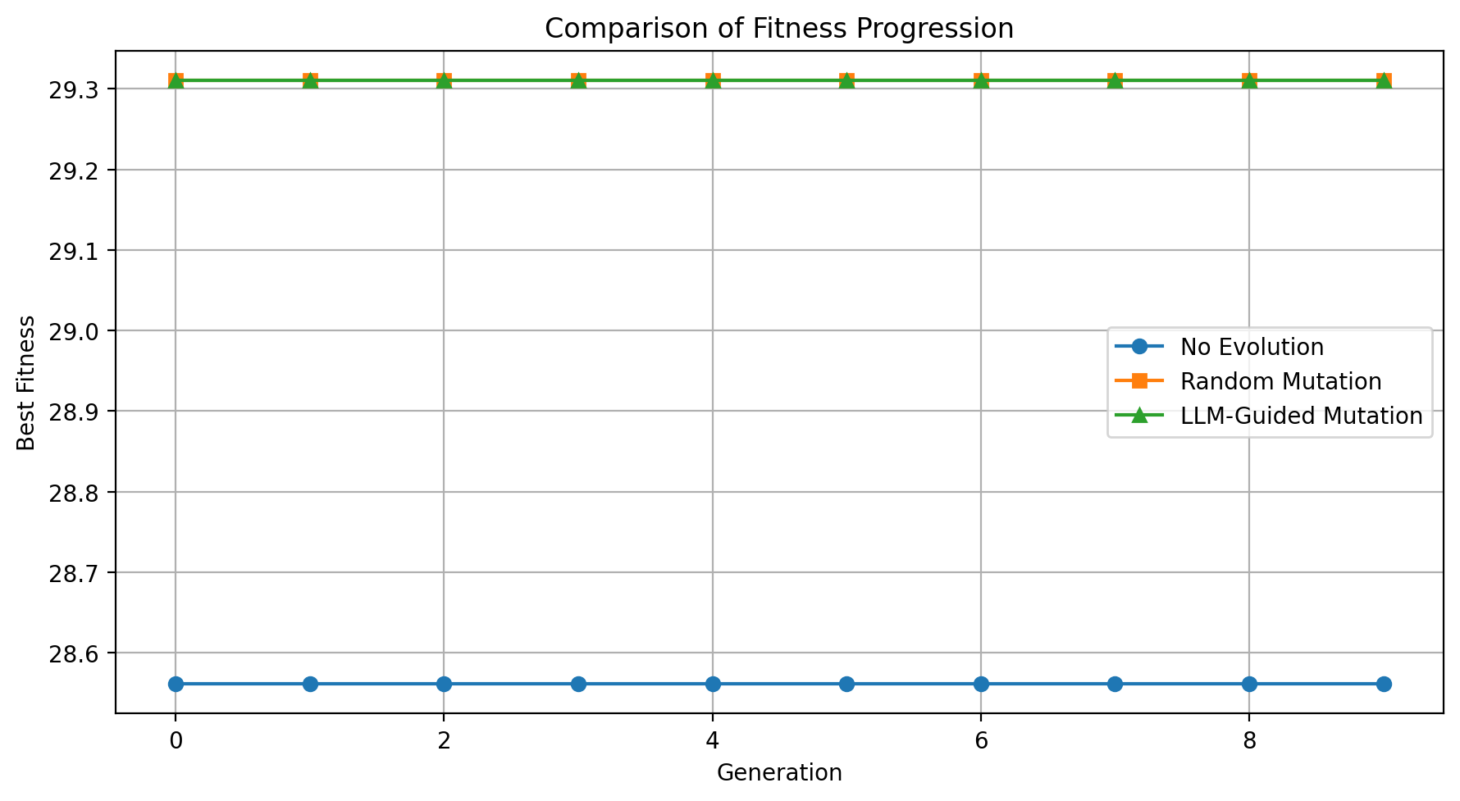 Comparison of Fitness Progression
Best Fitness
29.3
29.2
29.1
29.0
28.9
28.8
28.7
28.6
No Evolution
Random Mutation
LLM-Guided Mutation
0 2 4 6 8
Generation